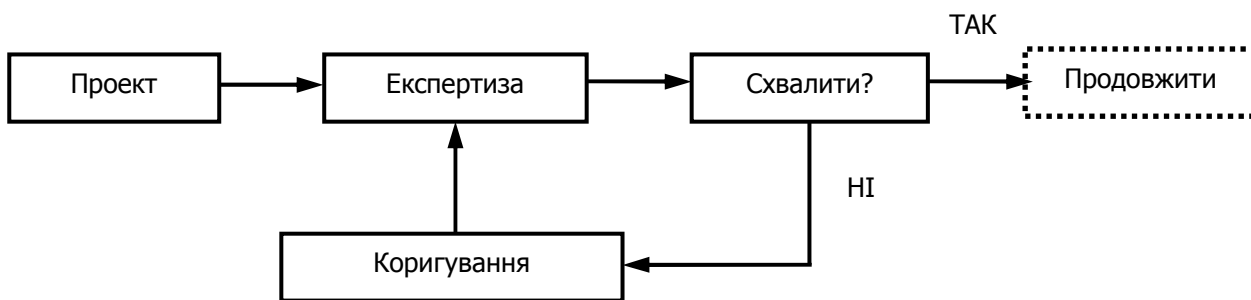 ТАК
Проект
Експертиза
Схвалити?
Продовжити
НІ
Коригування